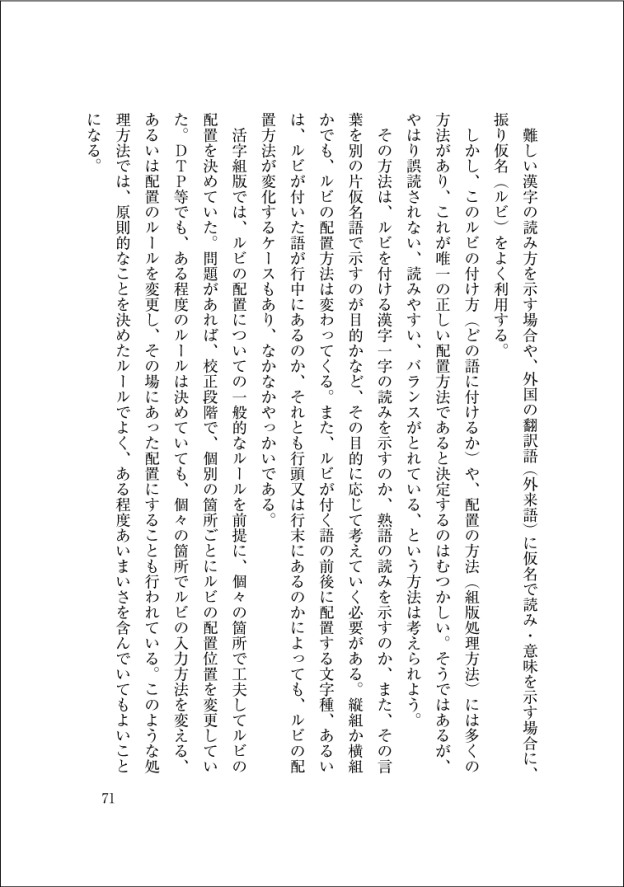 難しい漢字の読み方を示す場合や、外国の翻訳語（外来語）に仮名で読み・意味を示す場合に、
振り仮名（ルビ）をよく利用する。
しかし、このルビの付け方（どの語に付けるか）や、配置の方法（組版処理方法）には多くの
方法があり、これが唯一の正しい配置方法であると決定するのはむつかしい。そうではあるが、
やはり誤読されない、読みやすい、バランスがとれている、という方法は考えられよう。
その方法は、ルビを付ける漢字一字の読みを示すのか、熟語の読みを示すのか、また、その言
葉を別の片仮名語で示すのが目的かなど、その目的に応じて考えていく必要がある。縦組か横組
かでも、ルビの配置方法は変わってくる。また、ルビが付く語の前後に配置する文字種、あるい
は、ルビが付いた語が行中にあるのか、それとも行頭又は行末にあるのかによっても、ルビの配
置方法が変化するケースもあり、なかなかやっかいである。
活字組版では、ルビの配置についての一般的なルールを前提に、個々の箇所で工夫してルビの
配置を決めていた。問題があれば、校正段階で、個別の箇所ごとにルビの配置位置を変更してい
た。ＤＴＰ等でも、ある程度のルールは決めていても、個々の箇所でルビの入力方法を変える、
あるいは配置のルールを変更し、その場にあった配置にすることも行われている。このような処
理方法では、原則的なことを決めたルールでよく、ある程度あいまいさを含んでいてもよいこと
になる。
71